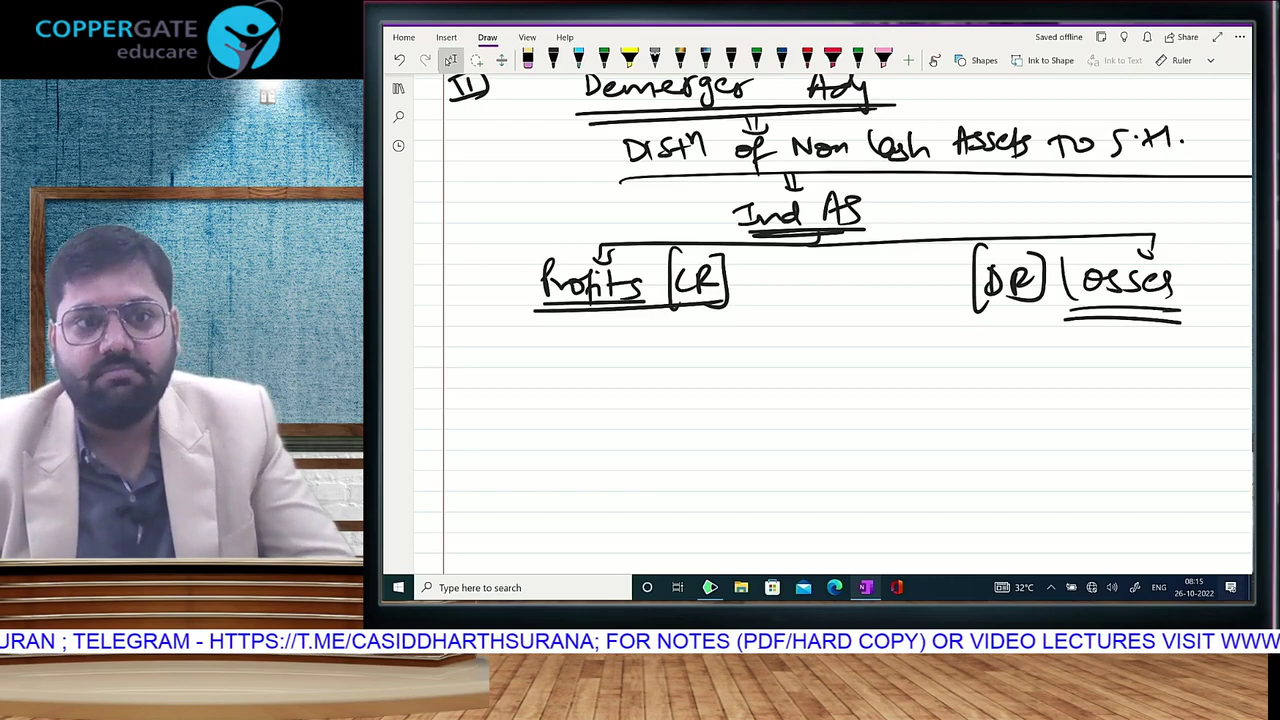 COPPERGATE
educare
Home Insert Draw View Help
Saved offline
Share
Shapes
Ink to Shape
Ink to Text
Ruler
II) Demerger Adj
Distn of Non Cash Assets To S.H.
Ind AS
Profits [CR]
[DR] Losses
Type here to search
32°C
ENG
08:15
26-10-2022
URAN ; TELEGRAM - HTTPS://T.ME/CASIDDHARTHSURANA; FOR NOTES (PDF/HARD COPY) OR VIDEO LECTURES VISIT WWW